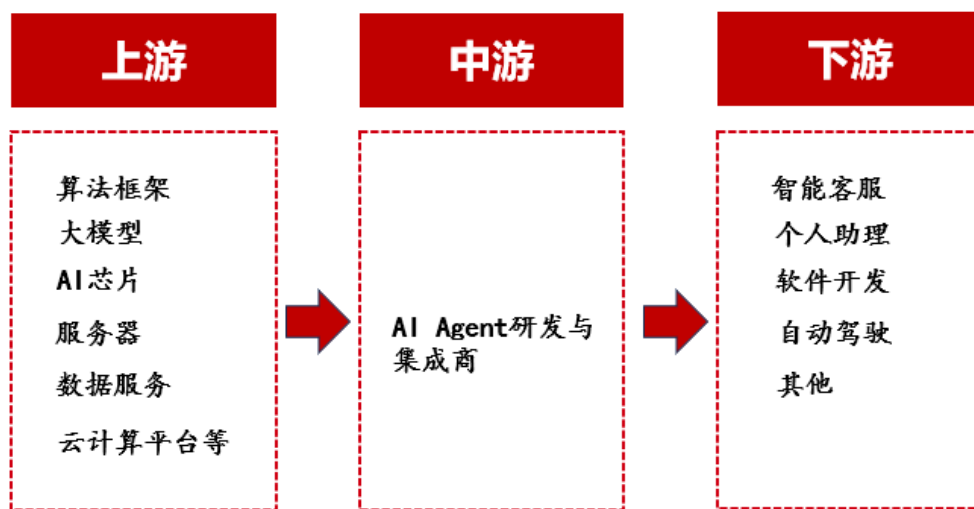 上游
中游
下游
算法框架
大模型
AI芯片
服务器
数据服务
云计算平台等
AI Agent研发与
集成商
智能客服
个人助理
软件开发
自动驾驶
其他